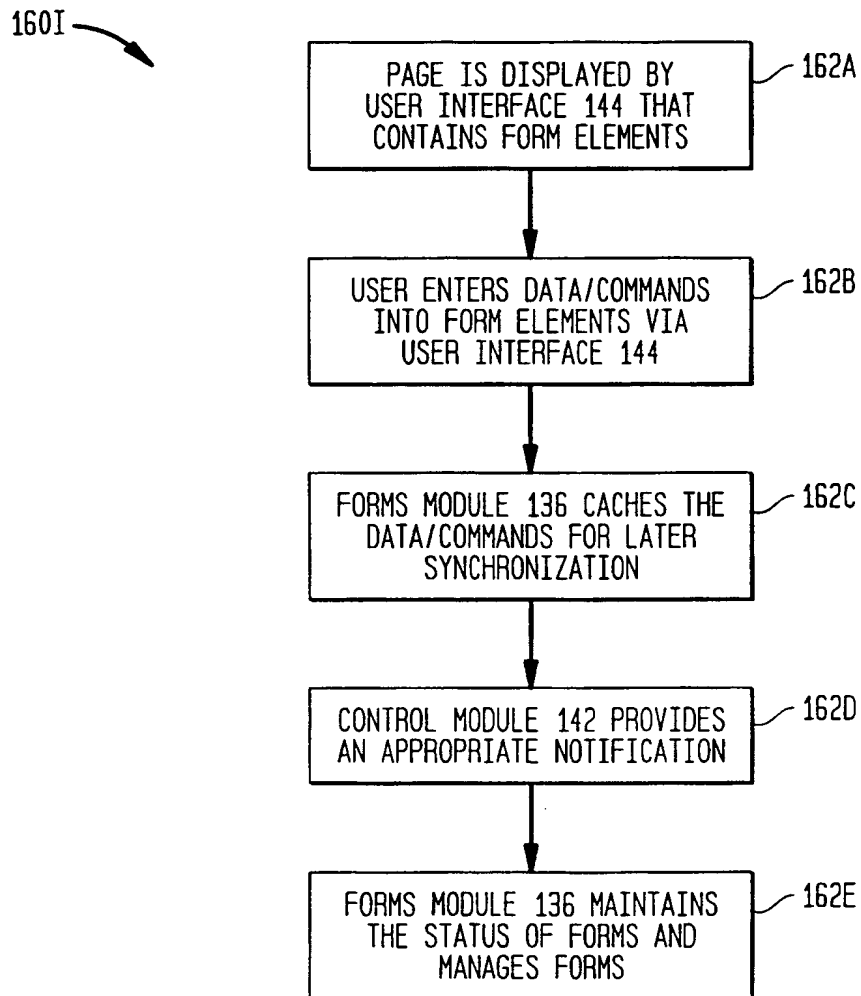 160I
PAGE IS DISPLAYED BY
USER INTERFACE 144 THAT
CONTAINS FORM ELEMENTS
162A
USER ENTERS DATA/COMMANDS
INTO FORM ELEMENTS VIA
USER INTERFACE 144
162B
FORMS MODULE 136 CACHES THE
DATA/COMMANDS FOR LATER
SYNCHRONIZATION
162C
CONTROL MODULE 142 PROVIDES
AN APPROPRIATE NOTIFICATION
162D
FORMS MODULE 136 MAINTAINS
THE STATUS OF FORMS AND
MANAGES FORMS
162E